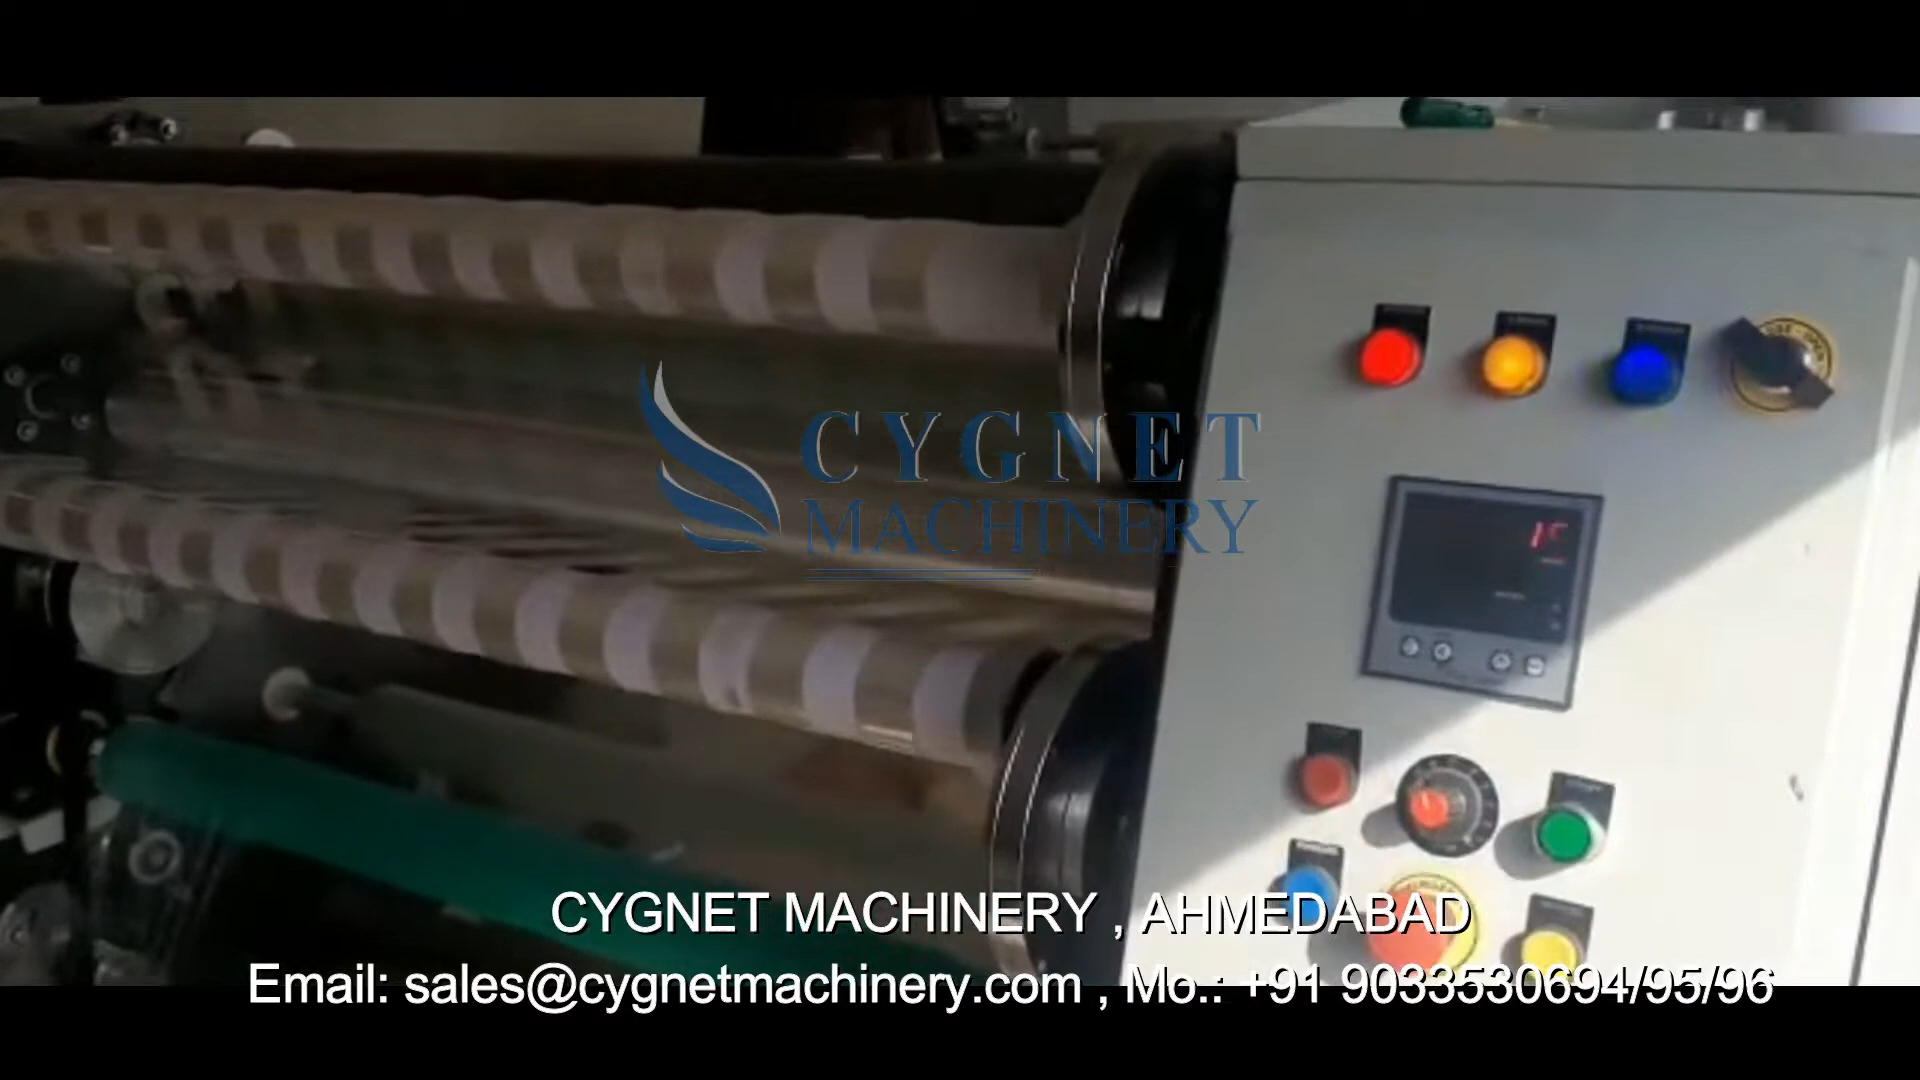 CYGNET
MACHINERY
CYGNET MACHINERY , AHMEDABAD
Email: sales@cygnetmachinery.com , Mo.: +91 9033530694/95/96